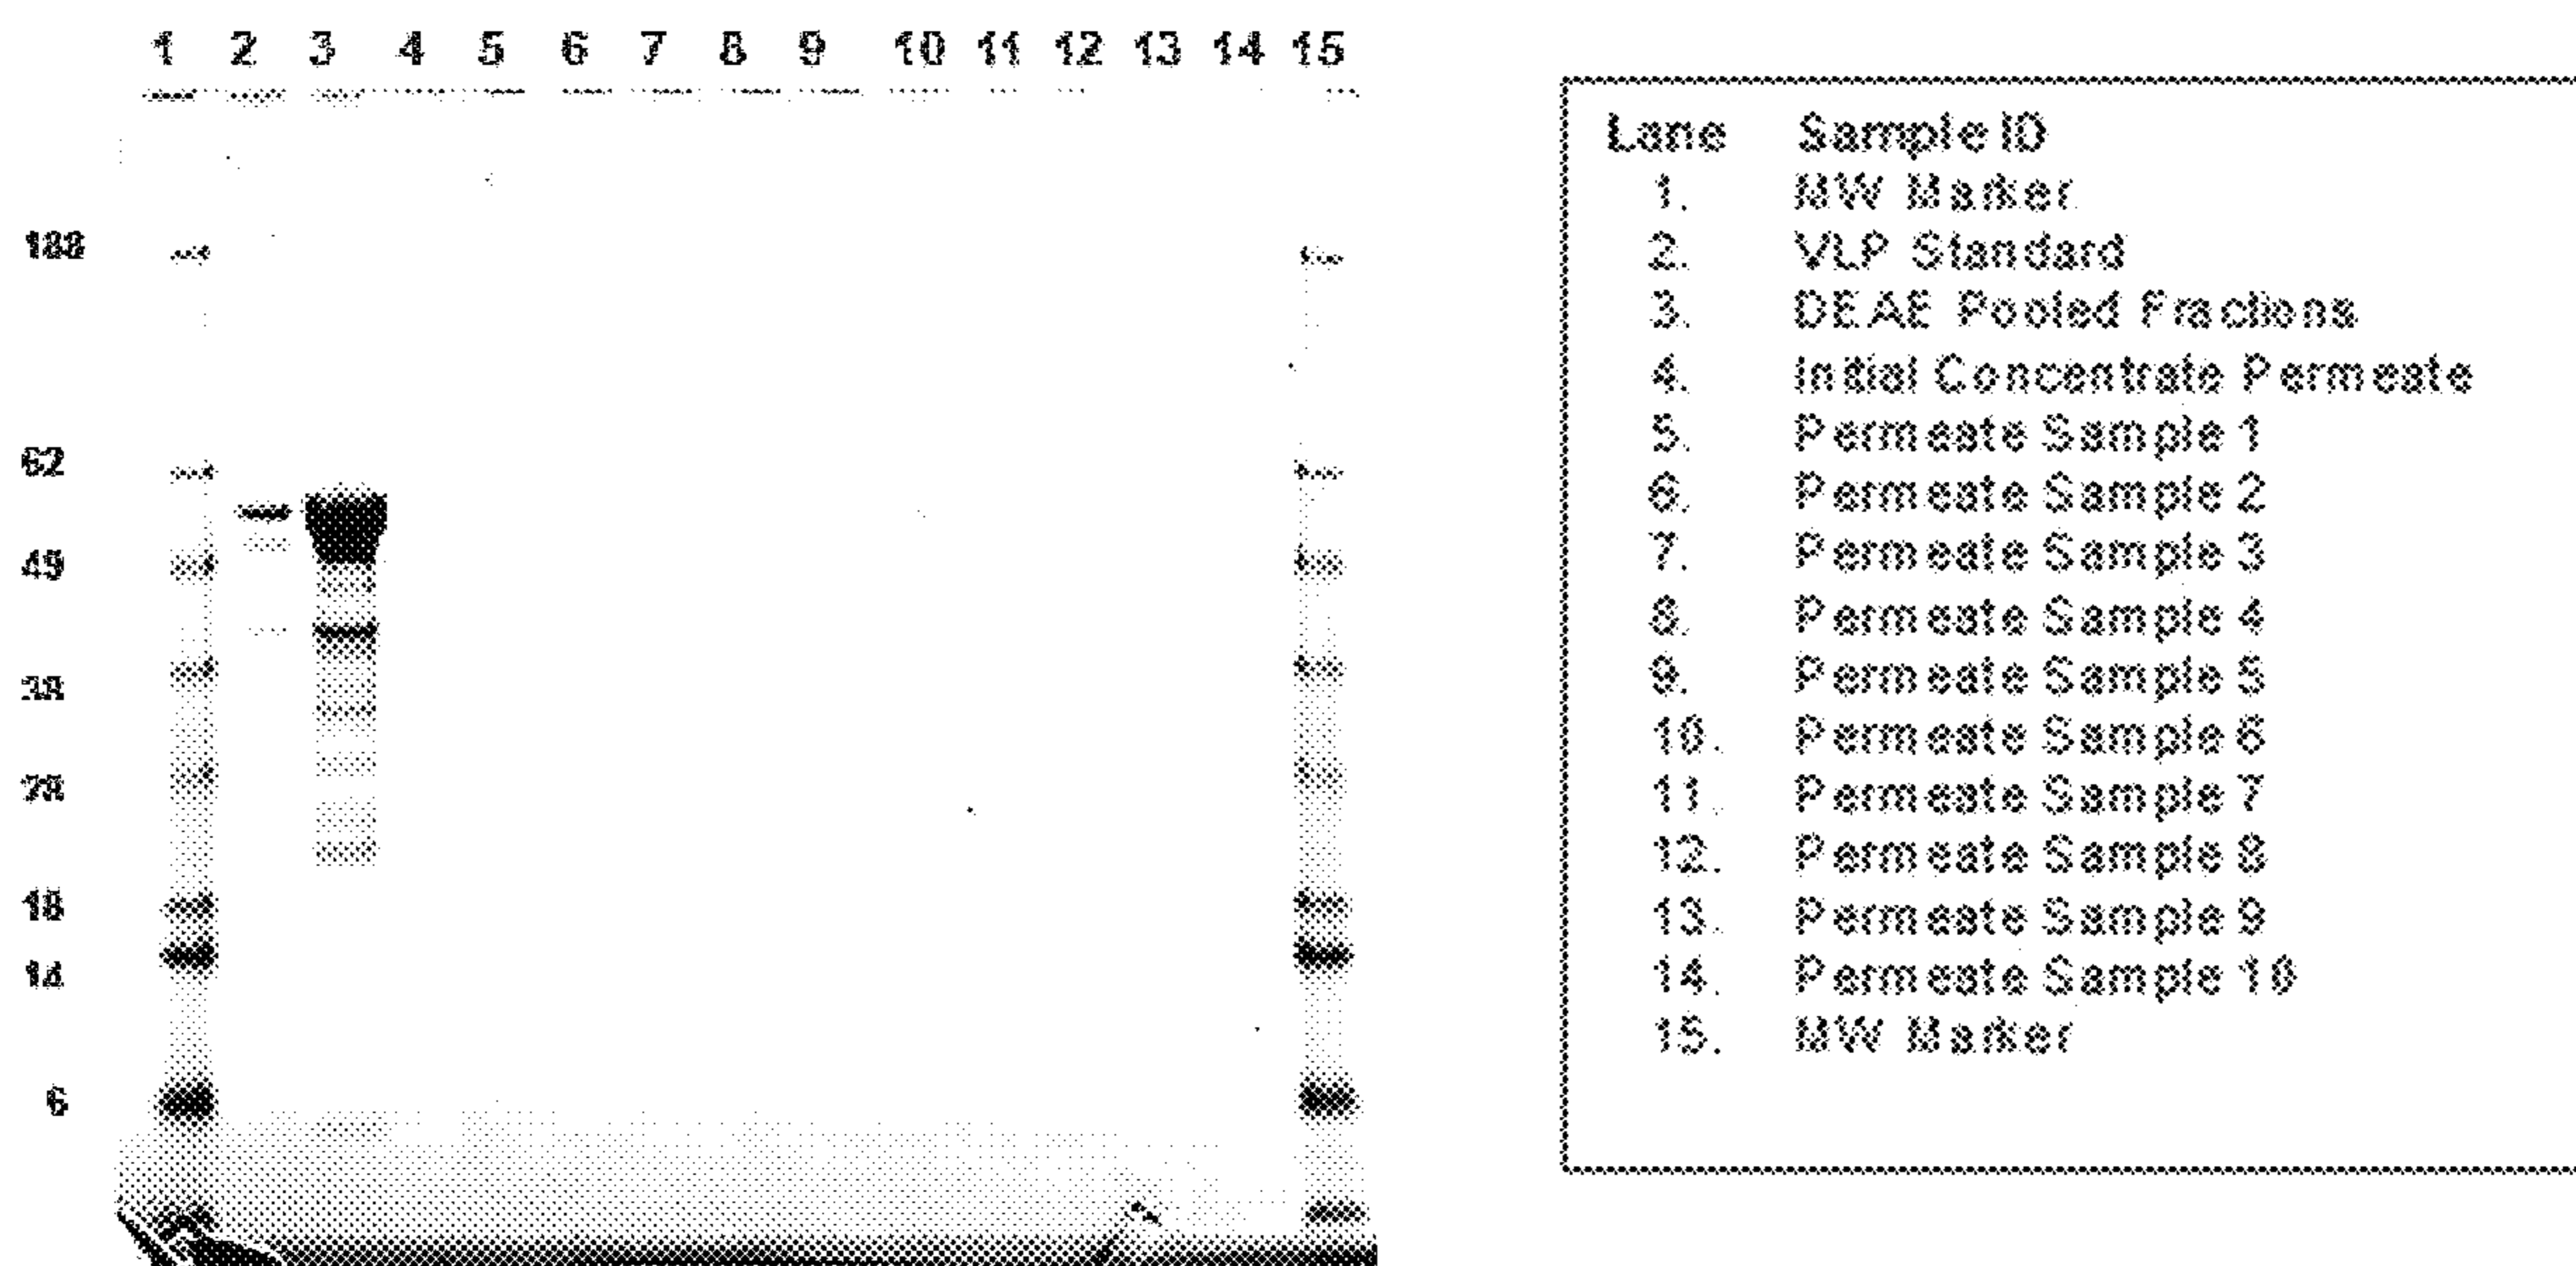 1 2 3 4 5 6 7 8 9 10 11 12 13 14 15
188
62
49
38
28
18
14
6
Lane Sample ID
1. MW Marker
2. VLP Standard
3. DEAE Pooled Fractions
4. Initial Concentrate Permeate
5. Permeate Sample 1
6. Permeate Sample 2
7. Permeate Sample 3
8. Permeate Sample 4
9. Permeate Sample 5
10. Permeate Sample 6
11. Permeate Sample 7
12. Permeate Sample 8
13. Permeate Sample 9
14. Permeate Sample 10
15. MW Marker